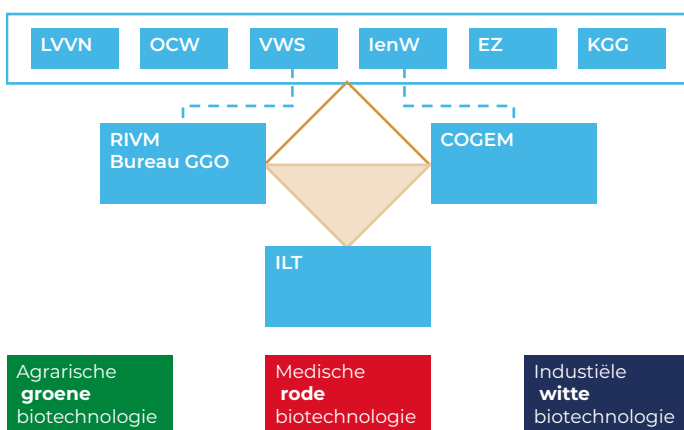 LVVN
OCW
VWS
IenW
EZ
KGG
RIVM
Bureau GGO
COGEM
ILT
Agrarische
groene
biotechnologie
Medische
rode
biotechnologie
Industiële
witte
biotechnologie